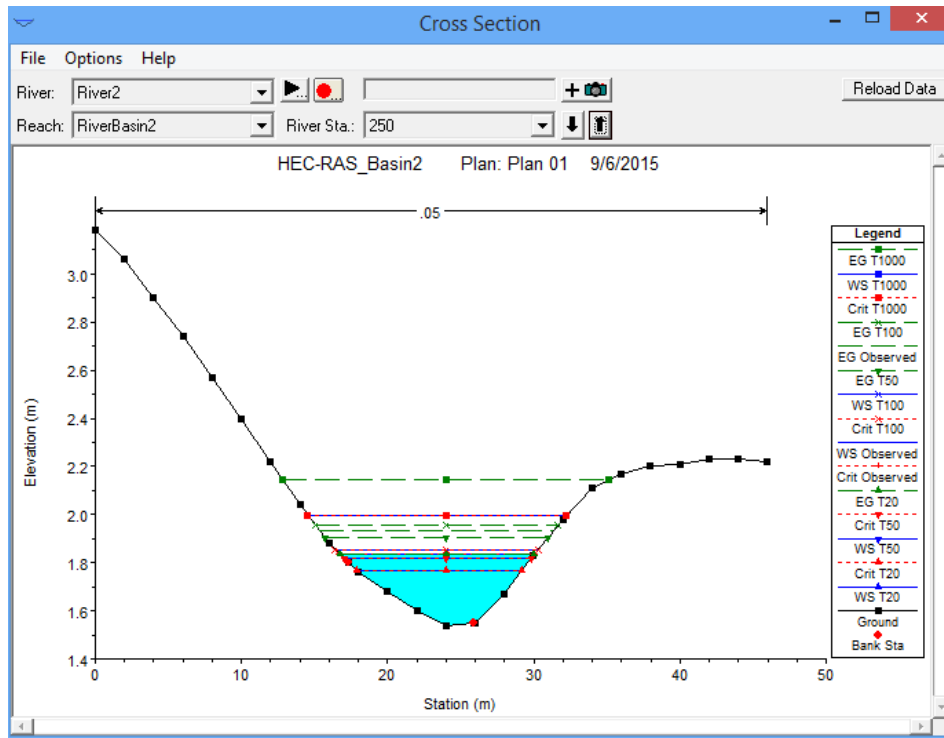 Cross Section
File Options Help
River: River2 Reload Data
Reach: RiverBasin2 River Sta.: 250
HEC-RAS_Basin2 Plan: Plan 01 9/6/2015
.05
Legend
EG T1000
WS T1000
Crit T1000
EG T100
EG Observed
EG T50
WS T100
Crit T100
WS Observed
Crit Observed
EG T20
Crit T50
WS T50
Crit T20
WS T20
Ground
Bank Sta
Elevation (m)
3.0
2.8
2.6
2.4
2.2
2.0
1.8
1.6
1.4
0 10 20 30 40 50
Station (m)